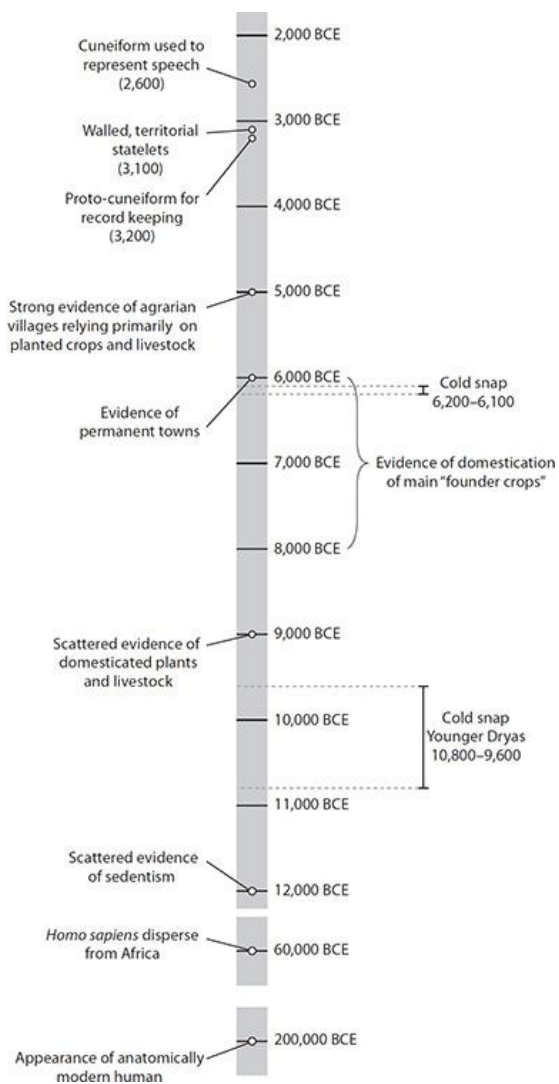 2,000 BCE
Cuneiform used to
represent speech
(2,600)
3,000 BCE
Walled, territorial
statelets
(3,100)
Proto-cuneiform for
record keeping
(3,200)
4,000 BCE
5,000 BCE
Strong evidence of agrarian
villages relying primarily on
planted crops and livestock
6,000 BCE
Cold snap
6,200–6,100
Evidence of
permanent towns
7,000 BCE
Evidence of domestication
of main “founder crops”
8,000 BCE
9,000 BCE
Scattered evidence of
domesticated plants
and livestock
10,000 BCE
Cold snap
Younger Dryas
10,800–9,600
11,000 BCE
Scattered evidence
of sedentism
12,000 BCE
Homo sapiens disperse
from Africa
60,000 BCE
200,000 BCE
Appearance of anatomically
modern human